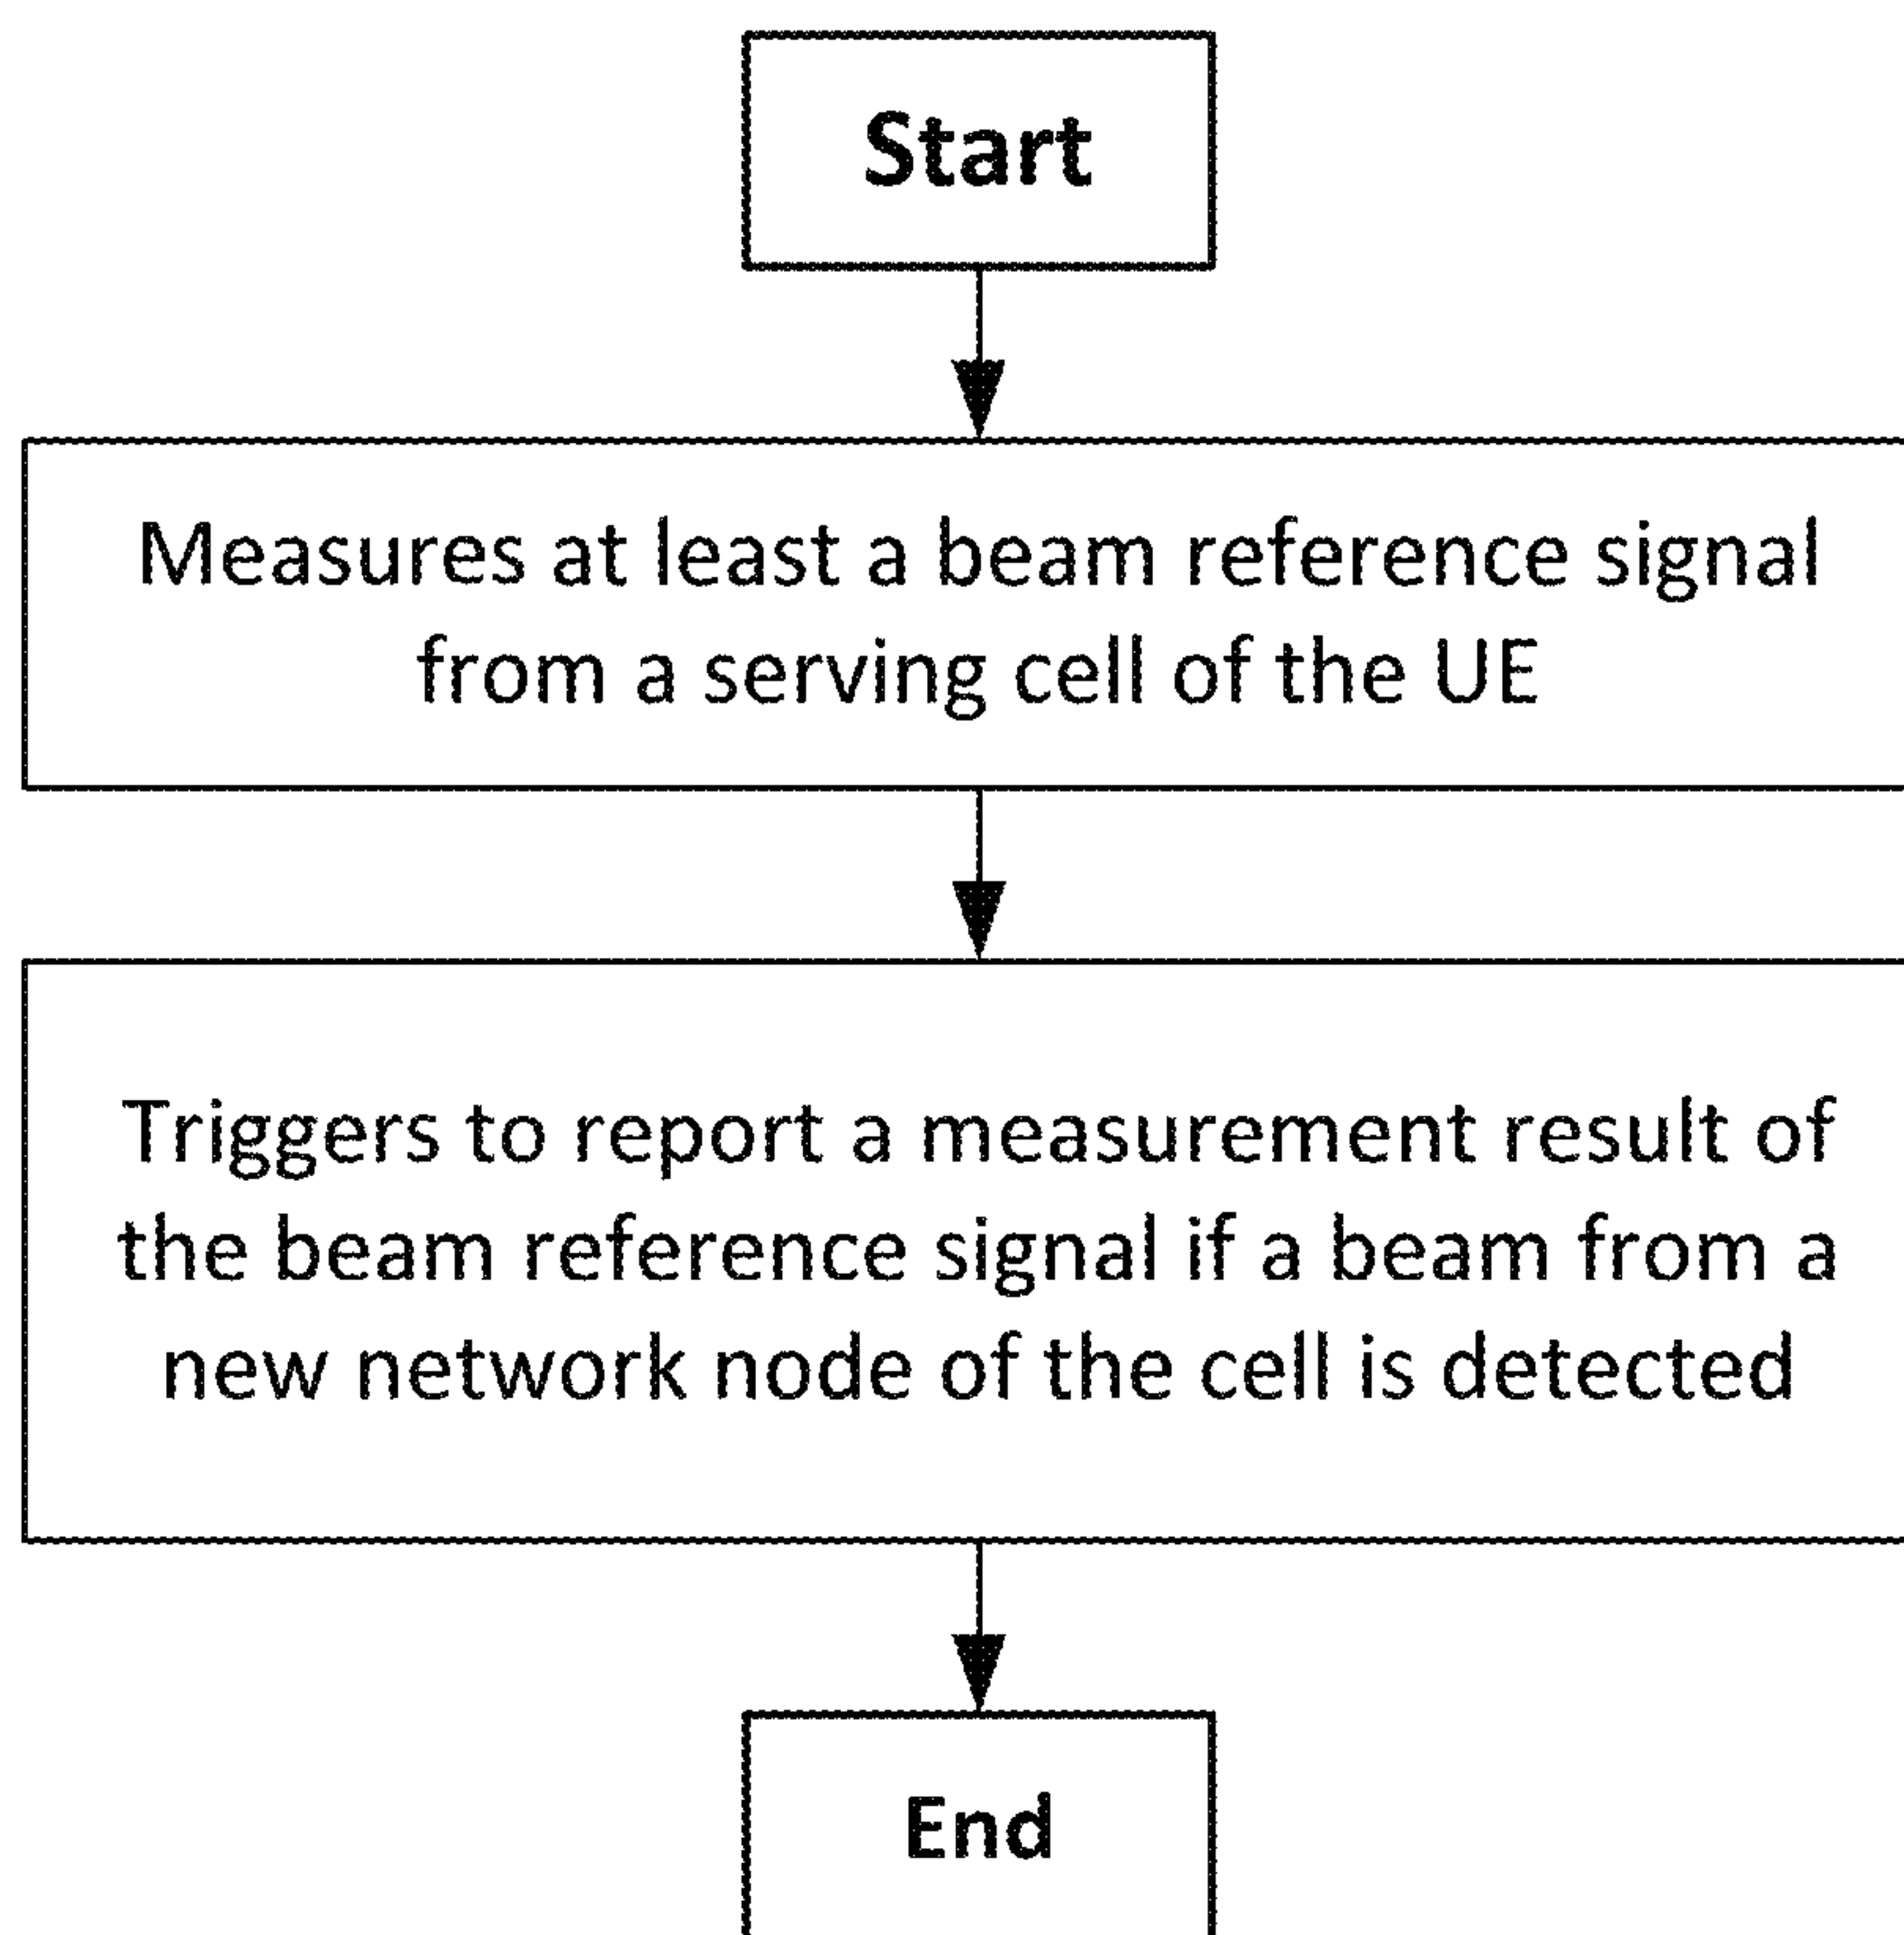 Start
Measures at least a beam reference signal
from a serving cell of the UE
Triggers to report a measurement result of
the beam reference signal if a beam from a
new network node of the cell is detected
End